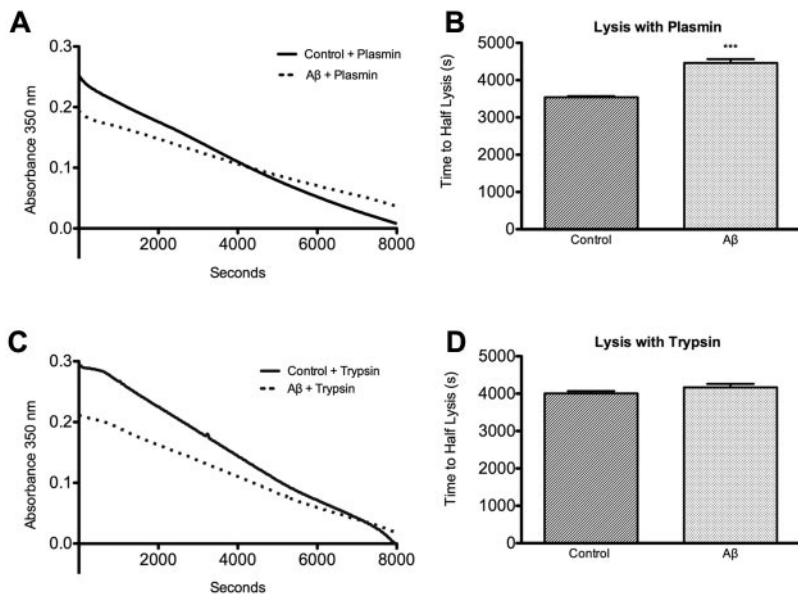 A
0.3
0.2
0.1
0.0
Absorbance 350 nm
Control + Plasmin
Aβ + Plasmin
2000 4000 6000 8000
Seconds
B
Lysis with Plasmin
***
5000
4000
3000
2000
1000
0
Time to Half Lysis (s)
Control Aβ
C
0.3
0.2
0.1
0.0
Absorbance 350 nm
Control + Trypsin
Aβ + Trypsin
2000 4000 6000 8000
Seconds
D
Lysis with Trypsin
5000
4000
3000
2000
1000
0
Time to Half Lysis (s)
Control Aβ